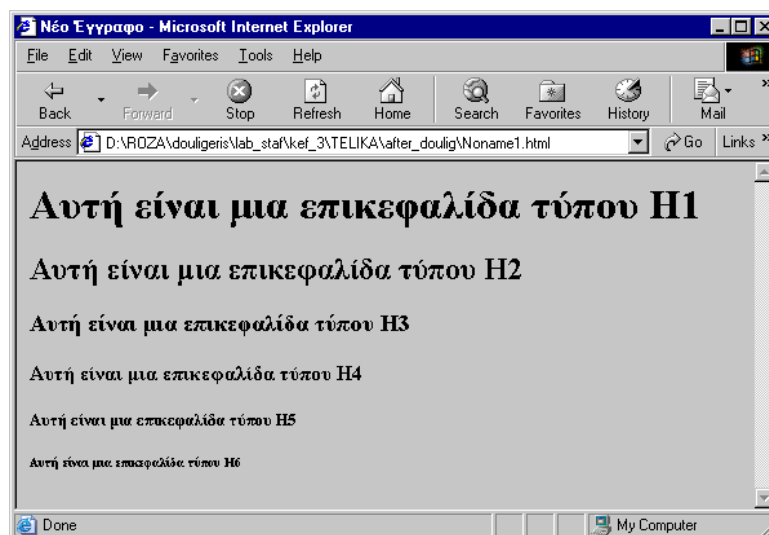 Νέο Έγγραφο - Microsoft Internet Explorer
File Edit View Favorites Tools Help
Back Forward Stop Refresh Home Search Favorites History Mail »
Address D:\ROZA\douligeris\lab_staf\kef_3\TELIKA\after_doulig\Noname1.html Go Links »
Αυτή είναι μια επικεφαλίδα τύπου H1
Αυτή είναι μια επικεφαλίδα τύπου H2
Αυτή είναι μια επικεφαλίδα τύπου H3
Αυτή είναι μια επικεφαλίδα τύπου H4
Αυτή είναι μια επικεφαλίδα τύπου H5
Αυτή είναι μια επικεφαλίδα τύπου H6
Done My Computer